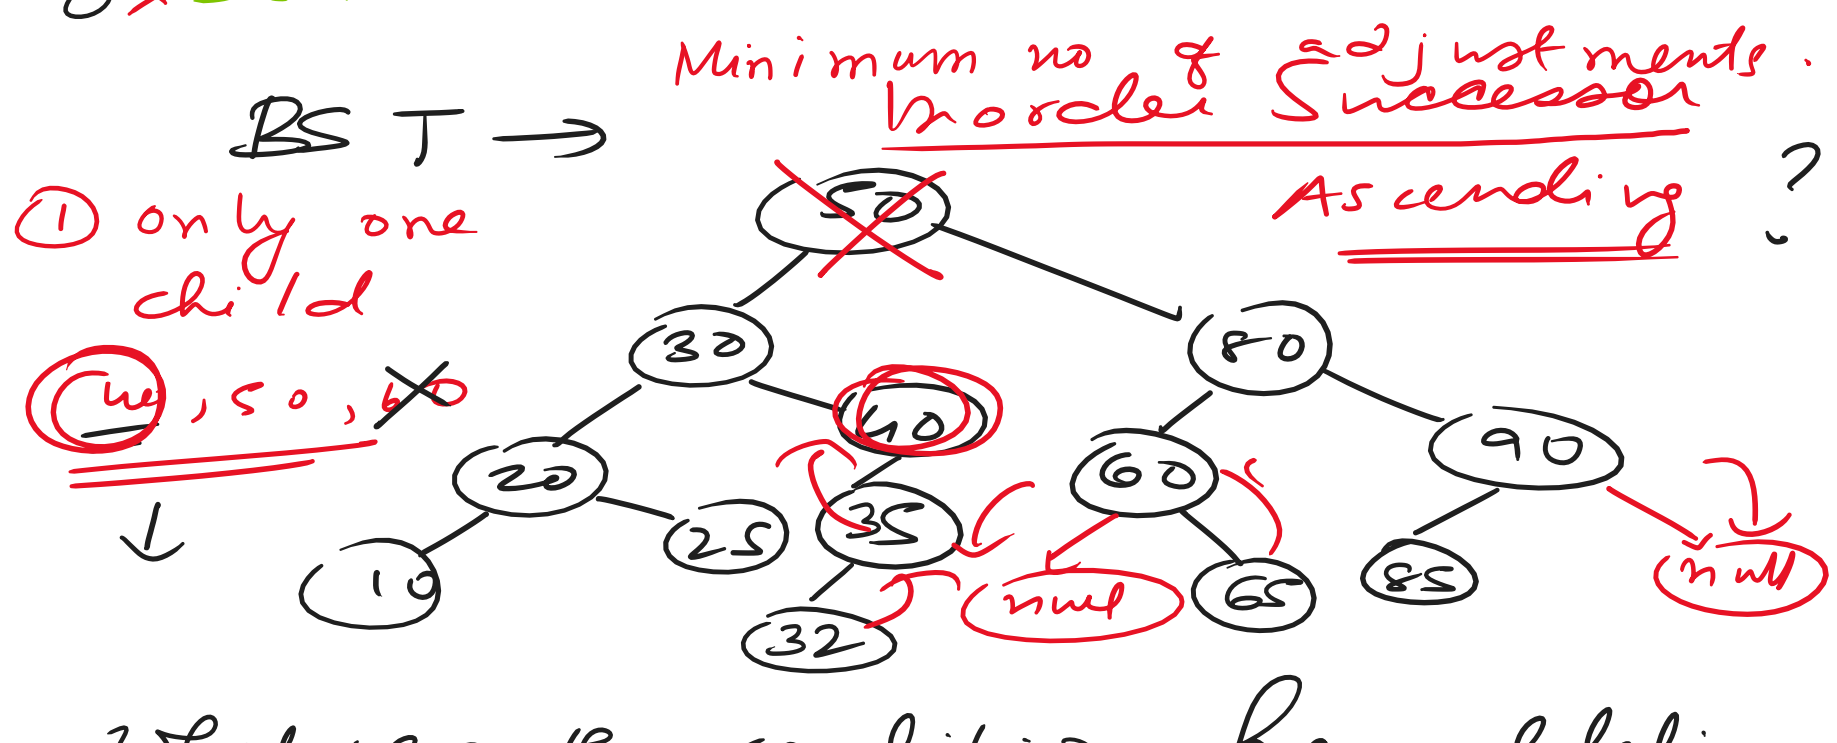 Minimum no of adjustments.
Inorder Successor
BST T →
?
Ascending
① only one
child
50
30 80
40, 50, 60
40
20 60 90
35
25
10 null 65 85 null
32